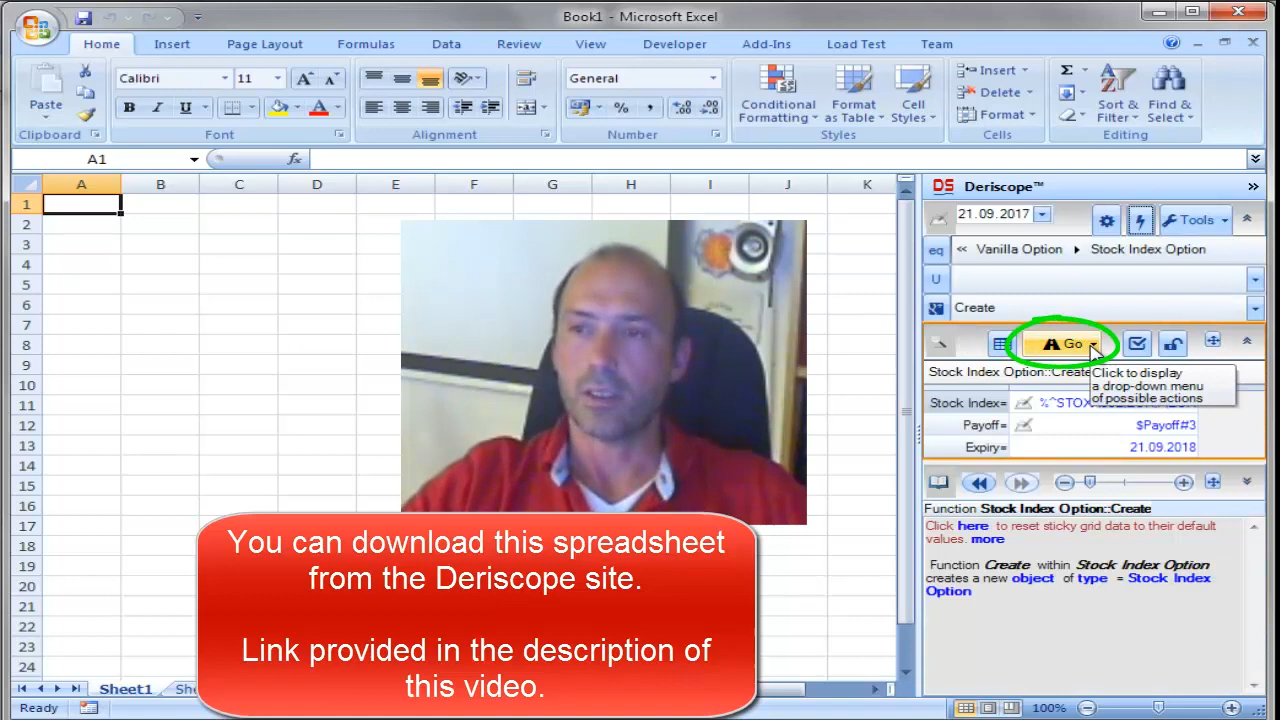 Book1 - Microsoft Excel
Home Insert Page Layout Formulas Data Review View Developer Add-Ins Load Test Team
Paste
Clipboard
Calibri 11
B I U
Font
Alignment
General
Number
Conditional Formatting
Format as Table
Cell Styles
Styles
Insert
Delete
Format
Cells
Sort & Filter
Find & Select
Editing
A1 fx
A B C D E F G H I J K
1
2
3
4
5
6
7
8
9
10
11
12
13
14
15
16
17
18
19
20
21
22
23
24
You can download this spreadsheet
from the Deriscope site.
Link provided in the description of
this video.
Sheet1
Ready
100%
DS Deriscope™
21.09.2017 Tools
eq Vanilla Option Stock Index Option
U
Create
Go
Stock Index Option::Create
Click to display
a drop-down menu
of possible actions
Stock Index= %^STOX
Payoff= $Payoff#3
Expiry= 21.09.2018
Function Stock Index Option::Create
Click here to reset sticky grid data to their default
values. more
Function Create within Stock Index Option
creates a new object of type = Stock Index
Option